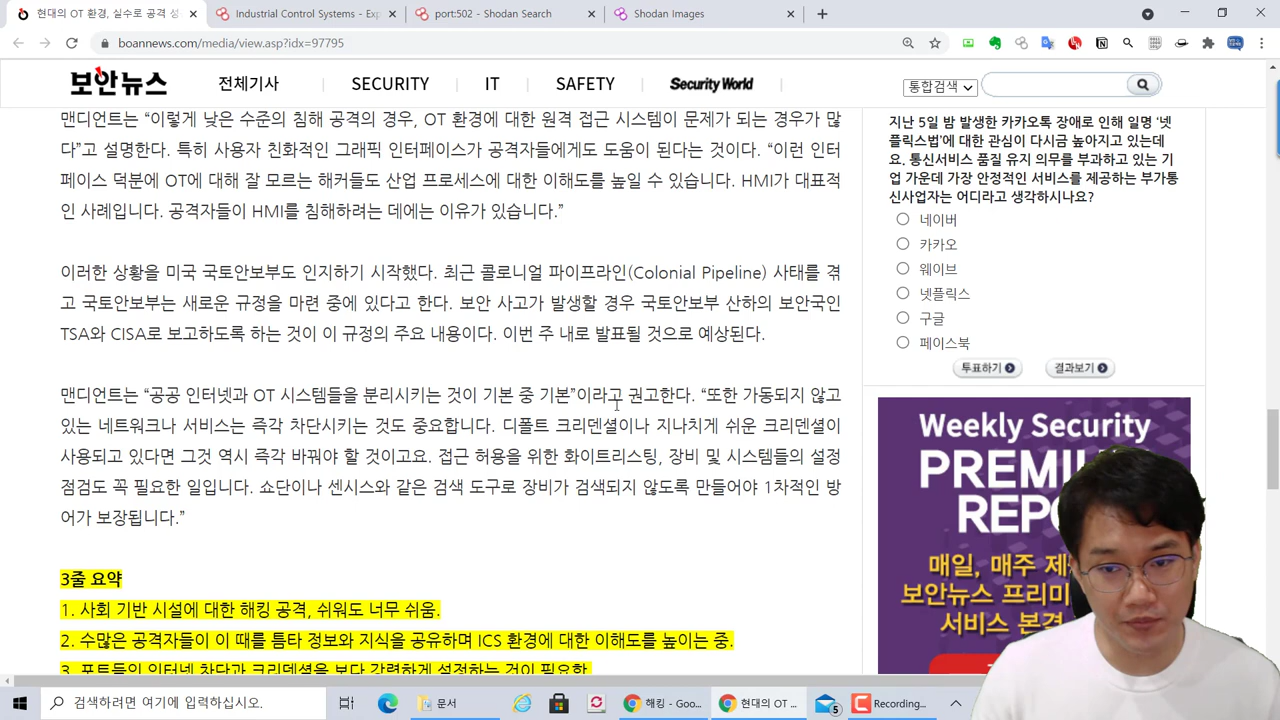 현대의 OT 환경, 실수로 공격 성
Industrial Control Systems - Exp
port:502 - Shodan Search
Shodan Images
boannews.com/media/view.asp?idx=97795
보안뉴스
전체기사
SECURITY
IT
SAFETY
Security World
통합검색
맨디언트는 “이렇게 낮은 수준의 침해 공격의 경우, OT 환경에 대한 원격 접근 시스템이 문제가 되는 경우가 많
다”고 설명한다. 특히 사용자 친화적인 그래픽 인터페이스가 공격자들에게도 도움이 된다는 것이다. “이런 인터
페이스 덕분에 OT에 대해 잘 모르는 해커들도 산업 프로세스에 대한 이해도를 높일 수 있습니다. HMI가 대표적
인 사례입니다. 공격자들이 HMI를 침해하려는 데에는 이유가 있습니다.”
이러한 상황을 미국 국토안보부도 인지하기 시작했다. 최근 콜로니얼 파이프라인(Colonial Pipeline) 사태를 겪
고 국토안보부는 새로운 규정을 마련 중에 있다고 한다. 보안 사고가 발생할 경우 국토안보부 산하의 보안국인
TSA와 CISA로 보고하도록 하는 것이 이 규정의 주요 내용이다. 이번 주 내로 발표될 것으로 예상된다.
맨디언트는 “공공 인터넷과 OT 시스템들을 분리시키는 것이 기본 중 기본”이라고 권고한다. “또한 가동되지 않고
있는 네트워크나 서비스는 즉각 차단시키는 것도 중요합니다. 디폴트 크리덴셜이나 지나치게 쉬운 크리덴셜이
사용되고 있다면 그것 역시 즉각 바꿔야 할 것이고요. 접근 허용을 위한 화이트리스팅, 장비 및 시스템들의 설정
점검도 꼭 필요한 일입니다. 쇼단이나 센시스와 같은 검색 도구로 장비가 검색되지 않도록 만들어야 1차적인 방
어가 보장됩니다.”
3줄 요약
1. 사회 기반 시설에 대한 해킹 공격, 쉬워도 너무 쉬움.
2. 수많은 공격자들이 이 때를 틈타 정보와 지식을 공유하며 ICS 환경에 대한 이해도를 높이는 중.
3. 포트들의 인터넷 차단과 크리덴셜을 보다 강력하게 설정하는 것이 필요함.
지난 5일 밤 발생한 카카오톡 장애로 인해 일명 ‘넷
플릭스법’에 대한 관심이 다시금 높아지고 있는데
요. 통신서비스 품질 유지 의무를 부과하고 있는 기
업 가운데 가장 안정적인 서비스를 제공하는 부가통
신사업자는 어디라고 생각하시나요?
네이버
카카오
웨이브
넷플릭스
구글
페이스북
투표하기
결과보기
Weekly Security
PREMI
REPO
매일, 매주 제
보안뉴스 프리미
서비스 본격
검색하려면 여기에 입력하십시오.
문서
해킹 - Goo...
현대의 OT ...
5
Recording...